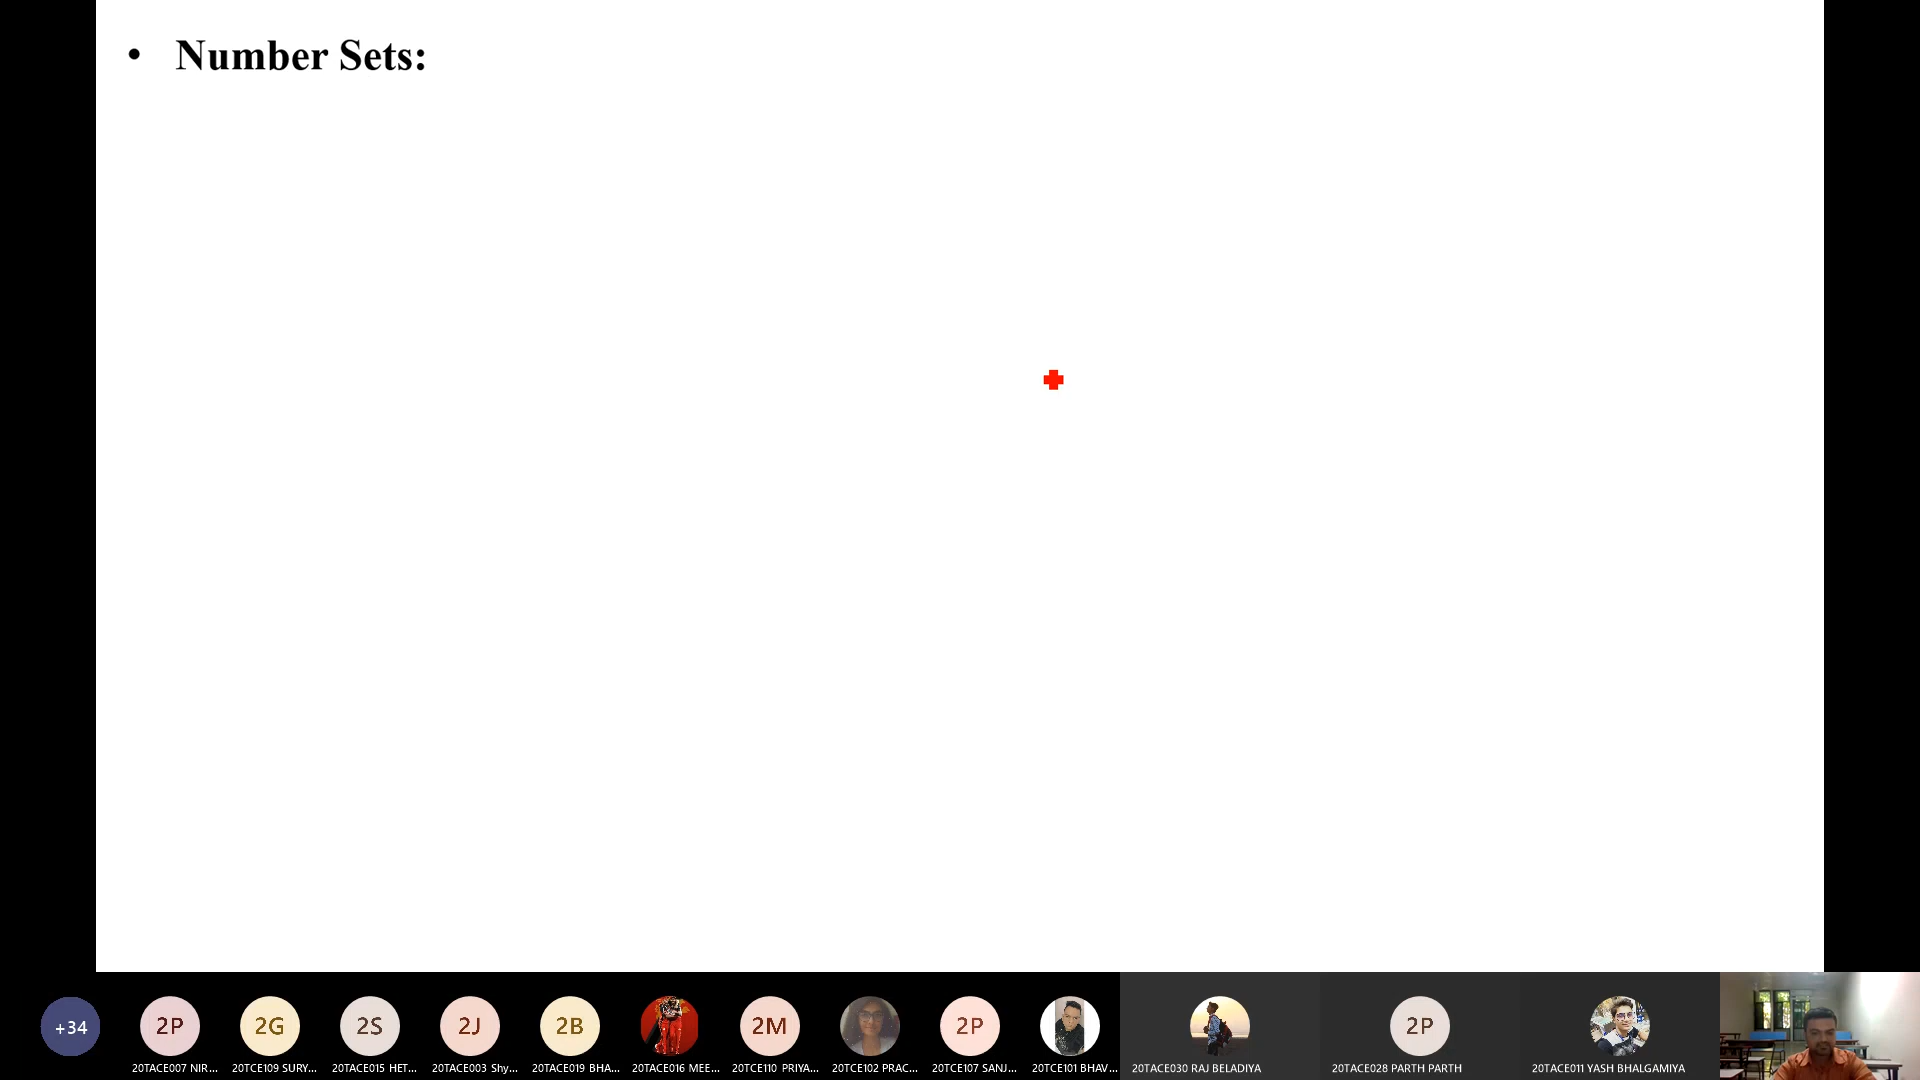 • Number Sets:
+34
2P
2G
2S
2J
2B
2M
2P
2P
20TACE007 NIR...
20TCE109 SURY...
20TACE015 HET...
20TACE003 Shy...
20TACE019 BHA...
20TACE016 MEE...
20TCE110 PRIYA...
20TCE102 PRAC...
20TCE107 SANJ...
20TCE101 BHAV...
20TACE030 RAJ BELADIYA
20TACE028 PARTH PARTH
20TACE011 YASH BHALGAMIYA